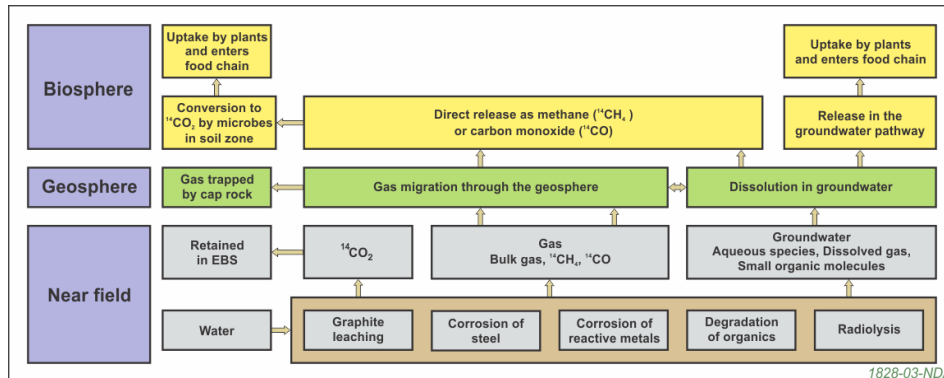 Biosphere
Uptake by plants
and enters
food chain
Uptake by plants
and enters
food chain
Conversion to
¹⁴CO₂ by microbes
in soil zone
Direct release as methane (¹⁴CH₄ )
or carbon monoxide (¹⁴CO)
Release in the
groundwater pathway
Geosphere
Gas trapped
by cap rock
Gas migration through the geosphere
Dissolution in groundwater
Near field
Retained
in EBS
¹⁴CO₂
Gas
Bulk gas, ¹⁴CH₄, ¹⁴CO
Groundwater
Aqueous species, Dissolved gas,
Small organic molecules
Water
Graphite
leaching
Corrosion of
steel
Corrosion of
reactive metals
Degradation
of organics
Radiolysis